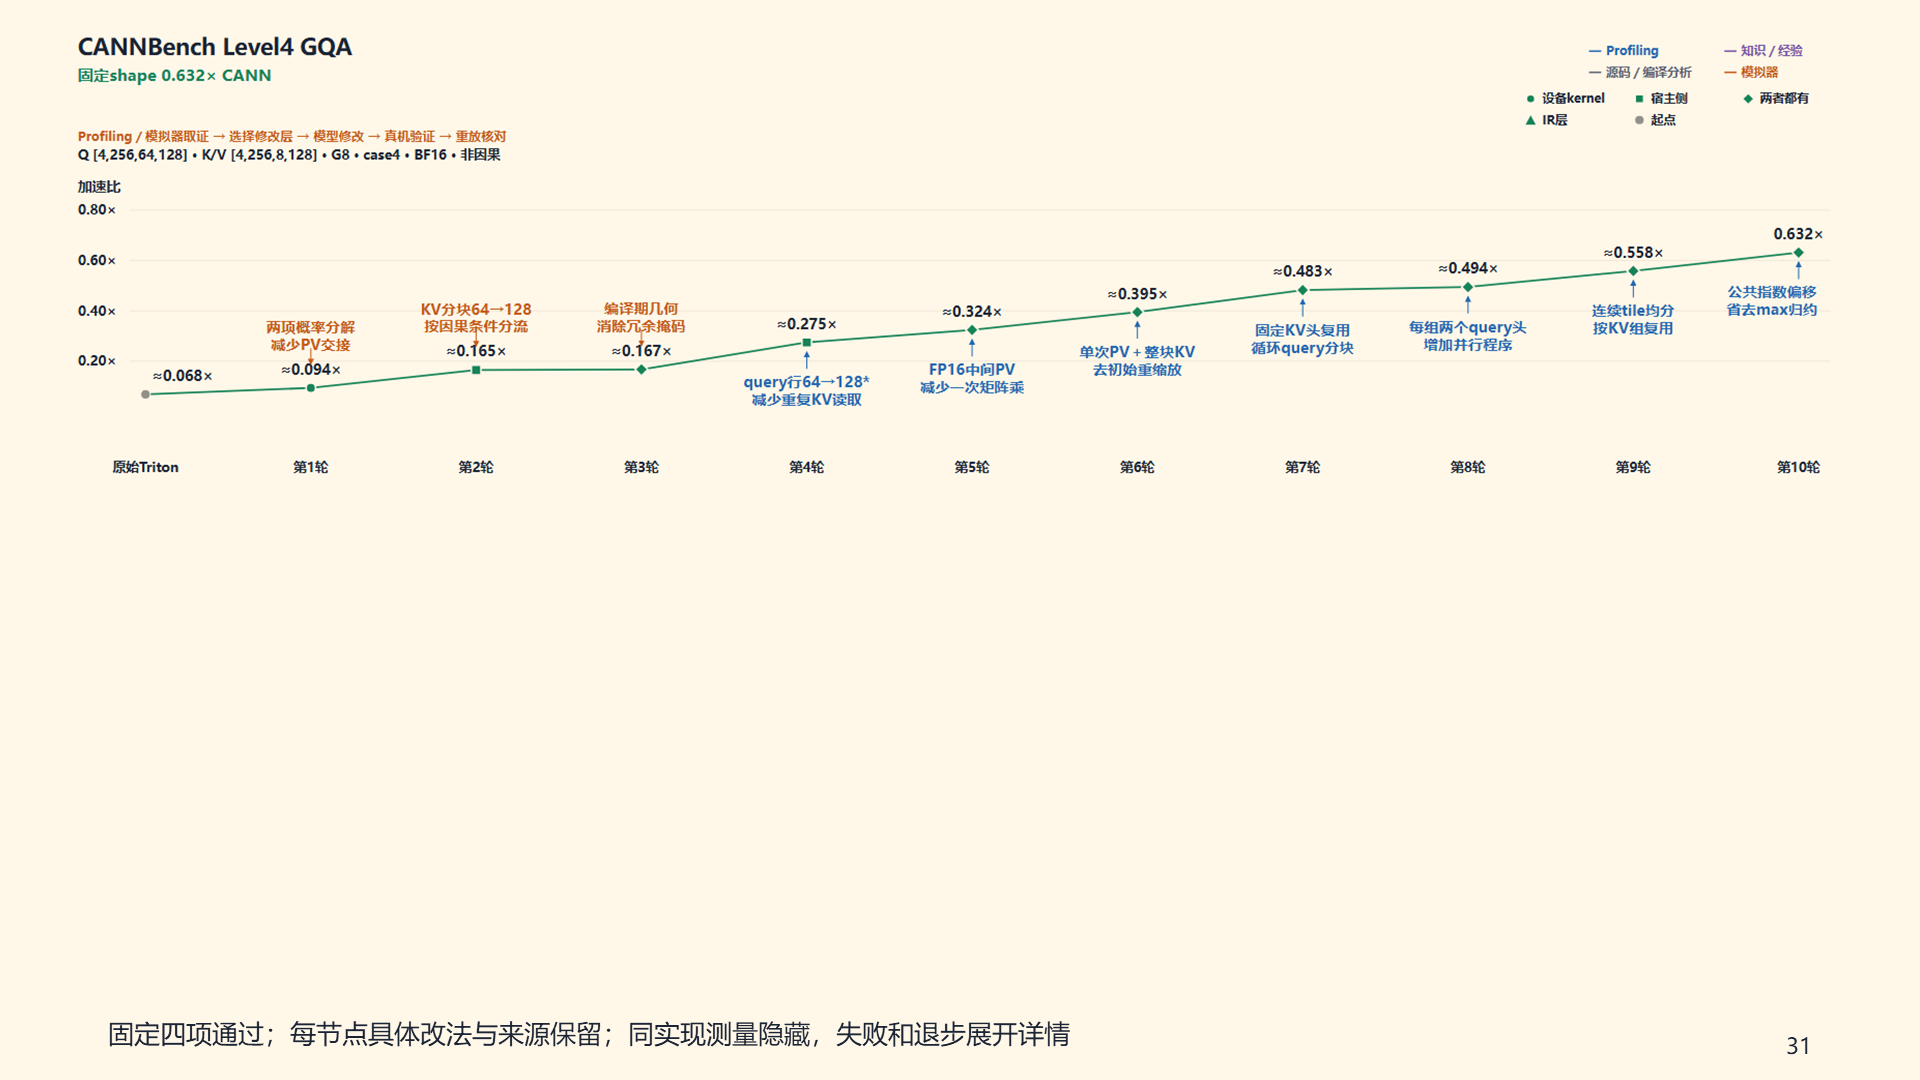 CANNBench Level4 GQA
固定shape 0.632× CANN
— Profiling
— 知识 / 经验
— 源码 / 编译分析
— 模拟器
● 设备kernel
■ 宿主侧
◆ 两者都有
▲ IR层
● 起点
Profiling / 模拟器取证 → 选择修改层 → 模型修改 → 真机验证 → 重放核对
Q [4,256,64,128] • K/V [4,256,8,128] • G8 • case4 • BF16 • 非因果
加速比
0.80×
0.60×
0.40×
0.20×
≈0.068×
两项概率分解
减少PV交接
≈0.094×
KV分块64→128
按因果条件分流
≈0.165×
编译期几何
消除冗余掩码
≈0.167×
≈0.275×
query行64→128*
减少重复KV读取
≈0.324×
FP16中间PV
减少一次矩阵乘
≈0.395×
单次PV + 整块KV
去初始重缩放
≈0.483×
固定KV头复用
循环query分块
≈0.494×
每组两个query头
增加并行程序
≈0.558×
连续tile均分
按KV组复用
0.632×
公共指数偏移
省去max归约
原始Triton
第1轮
第2轮
第3轮
第4轮
第5轮
第6轮
第7轮
第8轮
第9轮
第10轮
固定四项通过；每节点具体改法与来源保留；同实现测量隐藏，失败和退步展开详情
31